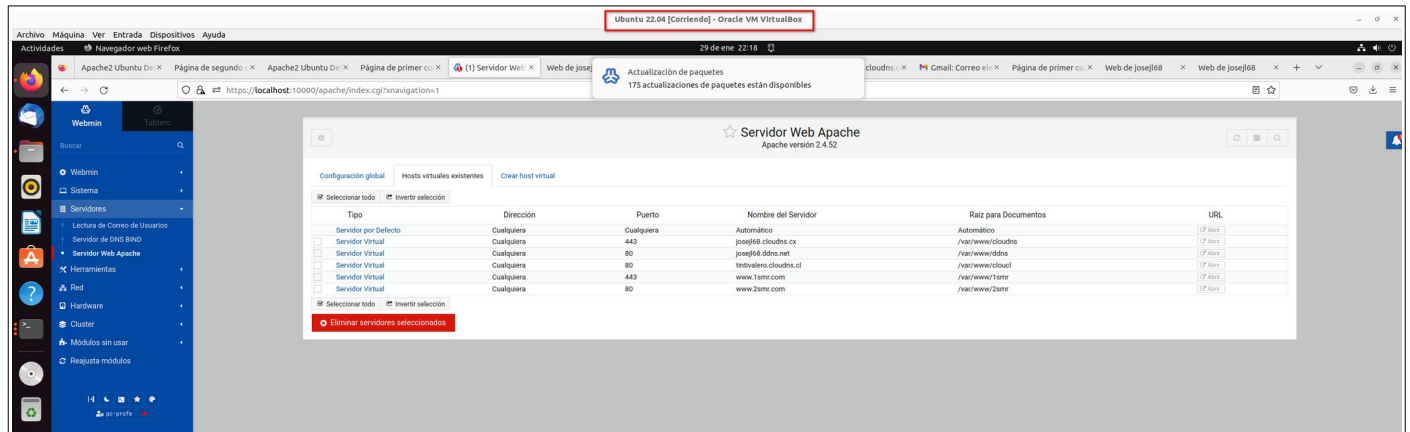 Ubuntu 22.04 [Corriendo] - Oracle VM VirtualBox
Archivo Máquina Ver Entrada Dispositivos Ayuda
Actividades Navegador web Firefox 29 de ene 22:18
Apache2 Ubuntu De Página de segundo c Apache2 Ubuntu De Página de primer cu (1) Servidor Web Web de josej cloudns.c Gmail: Correo ele Página de primer cu Web de josejl68 Web de josejl68
Actualización de paquetes
175 actualizaciones de paquetes están disponibles
https://localhost:10000/apache/index.cgi?xnavigation=1
Webmin Tablero
Buscar
Webmin
Sistema
Servidores
Lectura de Correo de Usuarios
Servidor de DNS BIND
Servidor Web Apache
Herramientas
Red
Hardware
Cluster
Módulos sin usar
Reajusta módulos
pc-profe
Servidor Web Apache
Apache versión 2.4.52
Configuración global Hosts virtuales existentes Crear host virtual
Seleccionar todo Invertir selección
Tipo Dirección Puerto Nombre del Servidor Raíz para Documentos URL
Servidor por Defecto Cualquiera Cualquiera Automático Automático Abrir
Servidor Virtual Cualquiera 443 josejl68.cloudns.cx /var/www/cloudns Abrir
Servidor Virtual Cualquiera 80 josejl68.ddns.net /var/www/ddns Abrir
Servidor Virtual Cualquiera 80 tintivalero.cloudns.cl /var/www/cloucl Abrir
Servidor Virtual Cualquiera 443 www.1smr.com /var/www/1smr Abrir
Servidor Virtual Cualquiera 80 www.2smr.com /var/www/2smr Abrir
Seleccionar todo Invertir selección
Eliminar servidores seleccionados